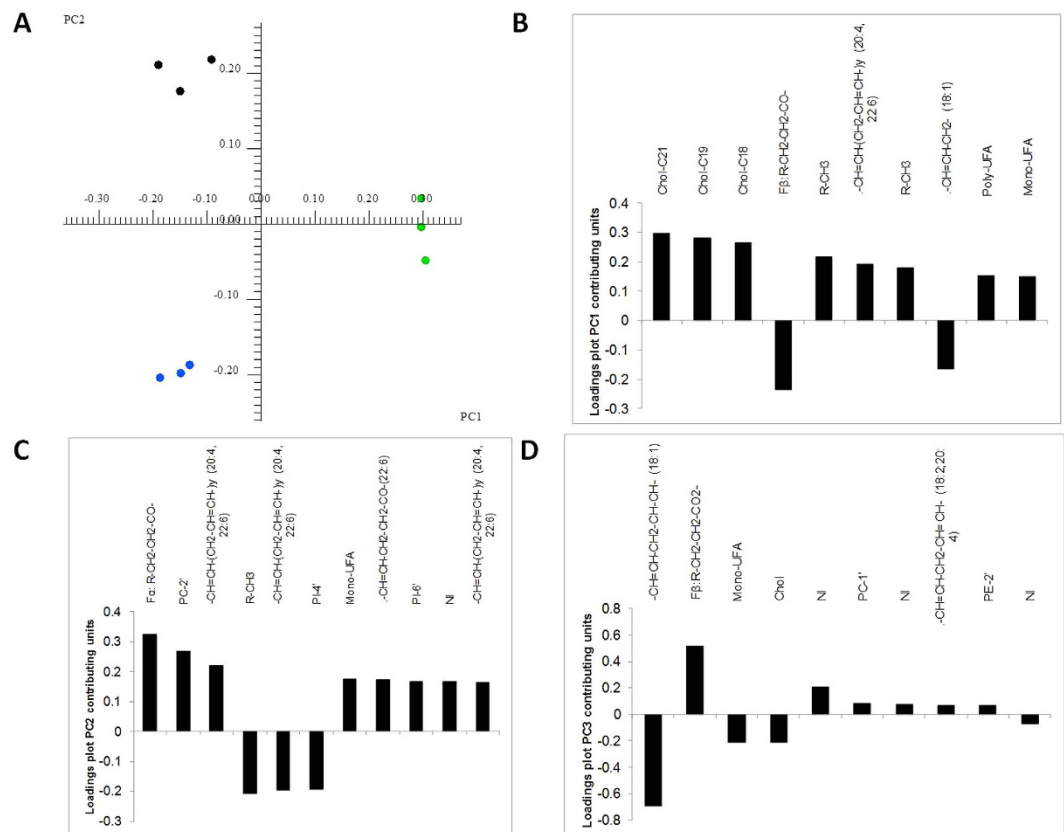 A
PC2
0.20
0.10
-0.30
-0.20
-0.10
0.00
0.10
0.20
0.30
0.00
-0.10
-0.20
PC1
B
Chol-C21
Chol-C19
Chol-C18
Fβ: R-CH2-CH2-CO-
R-CH3
.-CH=CH-(CH2-CH=CH-)y (20:4,
22:6)
R-CH3
.-CH=CH-CH2- (18:1)
Poly-UFA
Mono-UFA
Loadings plot PC1 contributing units
0.4
0.3
0.2
0.1
0
-0.1
-0.2
-0.3
C
Fα: R-CH2-CH2-CO-
PC-2'
-CH=CH-(CH2-CH=CH-)y (20:4,
22:6)
R-CH3
-CH=CH-(CH2-CH=CH-)y (20:4,
22:6)
PI-4'
Mono-UFA
.-CH=CH-CH2-CH2-CO-(22:6)
PI-6'
NI
-CH=CH-(CH2-CH=CH-)y (20:4,
22:6)
Loadings plot PC2 contributing units
0.4
0.3
0.2
0.1
0
-0.1
-0.2
-0.3
D
-CH=CH-CH2-CH-CH- (18:1)
Fβ: R-CH2-CH2-CO2-
Mono-UFA
Chol
NI
PC-1'
NI
.-CH=CH-CH2-CH=CH- (18:2;20:
4)
PE-2'
NI
Loadings plot PC3 contributing units
0.8
0.6
0.4
0.2
0
-0.2
-0.4
-0.6
-0.8